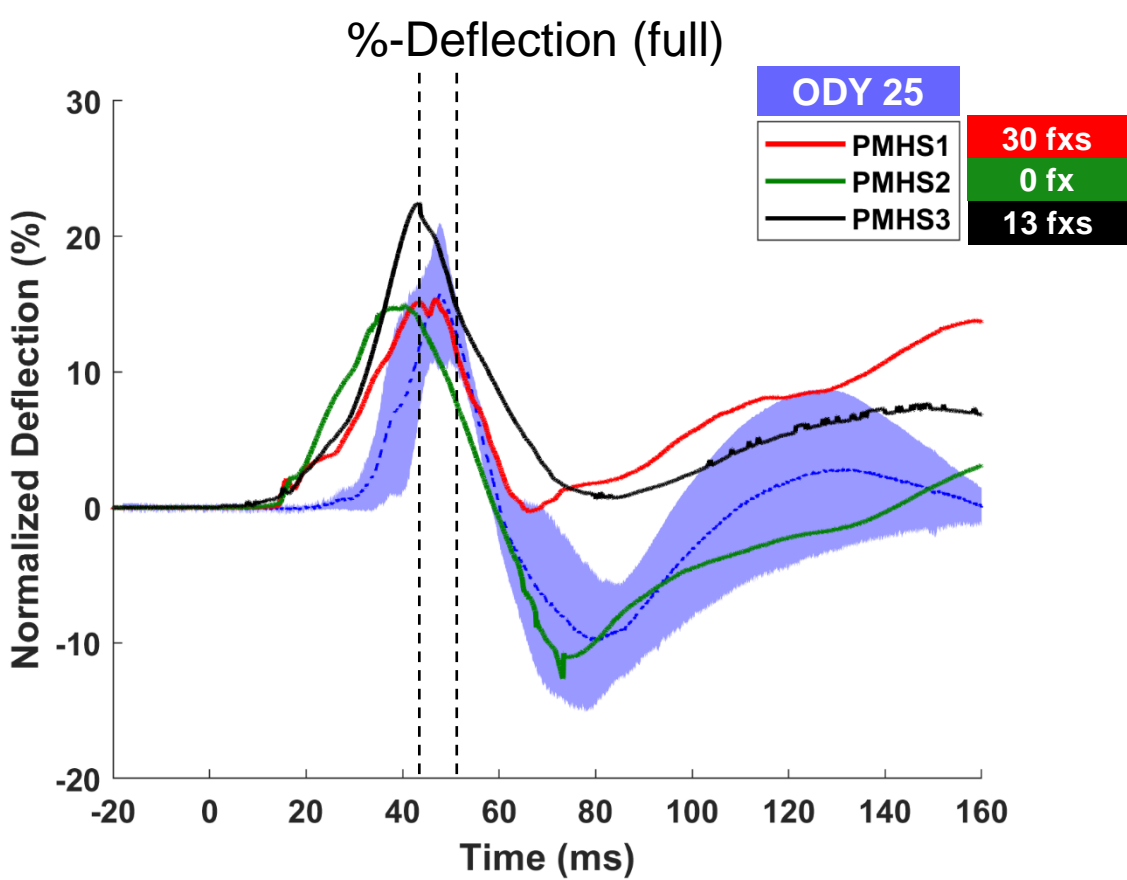 %-Deflection (full)
ODY 25
PMHS1 30 fxs
PMHS2 0 fx
PMHS3 13 fxs
Normalized Deflection (%)
30
20
10
0
-10
-20
-20 0 20 40 60 80 100 120 140 160
Time (ms)